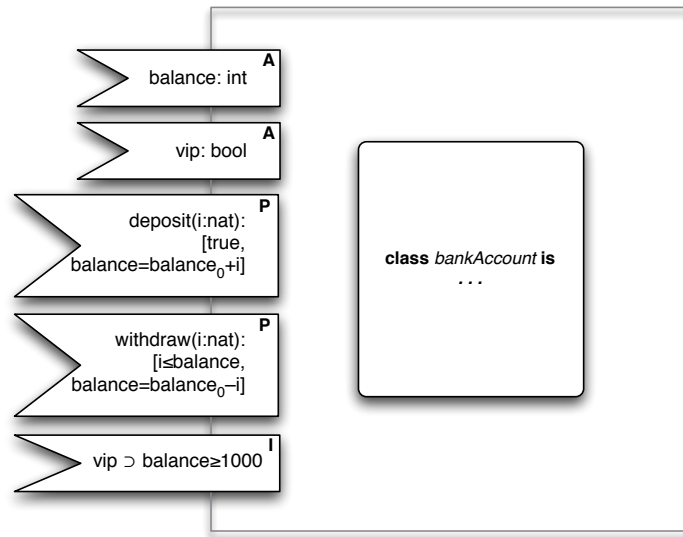 A
balance: int
A
vip: bool
P
deposit(i:nat):
[true,
balance=balance₀+i]
P
withdraw(i:nat):
[i≤balance,
balance=balance₀–i]
I
vip ⊃ balance≥1000
class bankAccount is
. . .